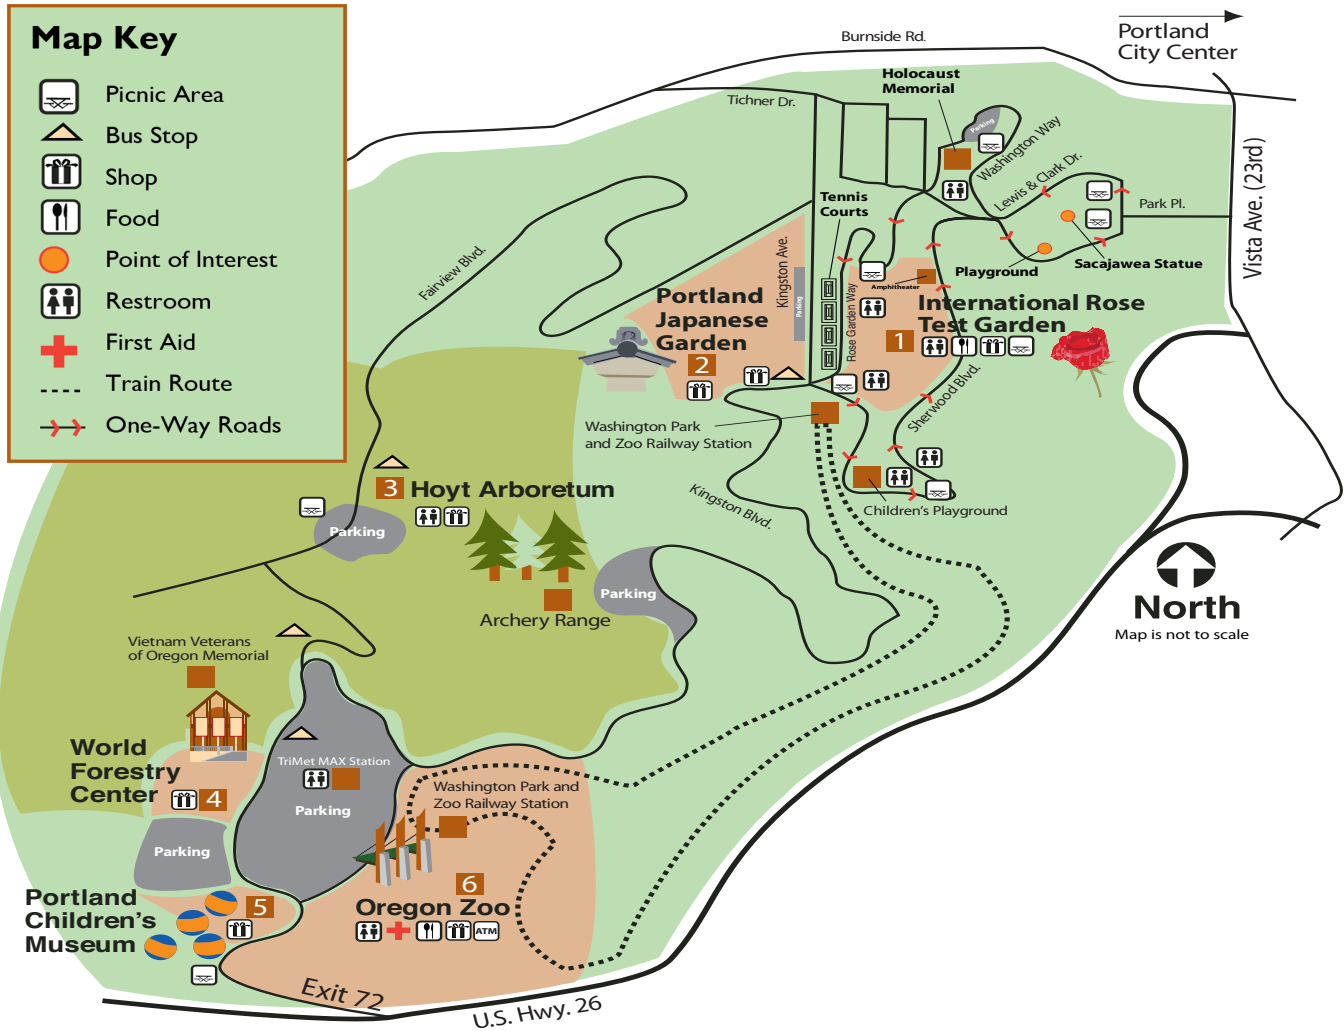 Map Key
Picnic Area
Bus Stop
Shop
Food
Point of Interest
Restroom
First Aid
Train Route
One-Way Roads
Burnside Rd.
Portland
City Center
Holocaust
Memorial
Tichner Dr.
Parking
Washington Way
Lewis & Clark Dr.
Park Pl.
Vista Ave. (23rd)
Tennis
Courts
Sacajawea Statue
Playground
Fairview Blvd.
Kingston Ave.
Parking
Rose Garden Way
Amphitheater
Portland
Japanese
Garden
2
International Rose
Test Garden
1
Sherwood Blvd.
Washington Park
and Zoo Railway Station
Kingston Blvd.
Children's Playground
3 Hoyt Arboretum
Parking
Archery Range
Parking
North
Map is not to scale
Vietnam Veterans
of Oregon Memorial
World
Forestry
Center
4
TriMet MAX Station
Parking
Washington Park and
Zoo Railway Station
Parking
Portland
Children's
Museum
5
6
Oregon Zoo
ATM
Exit 72
U.S. Hwy. 26